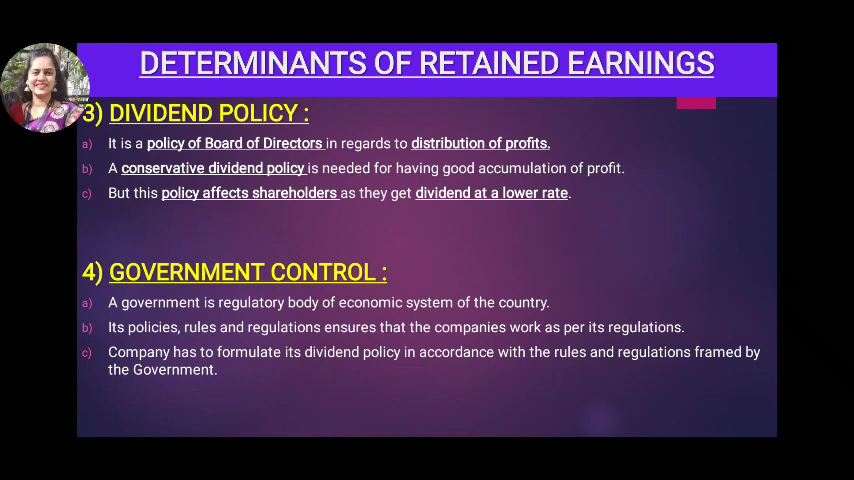 DETERMINANTS OF RETAINED EARNINGS
3) DIVIDEND POLICY :
a) It is a policy of Board of Directors in regards to distribution of profits.
b) A conservative dividend policy is needed for having good accumulation of profit.
c) But this policy affects shareholders as they get dividend at a lower rate.
4) GOVERNMENT CONTROL :
a) A government is regulatory body of economic system of the country.
b) Its policies, rules and regulations ensures that the companies work as per its regulations.
c) Company has to formulate its dividend policy in accordance with the rules and regulations framed by
the Government.